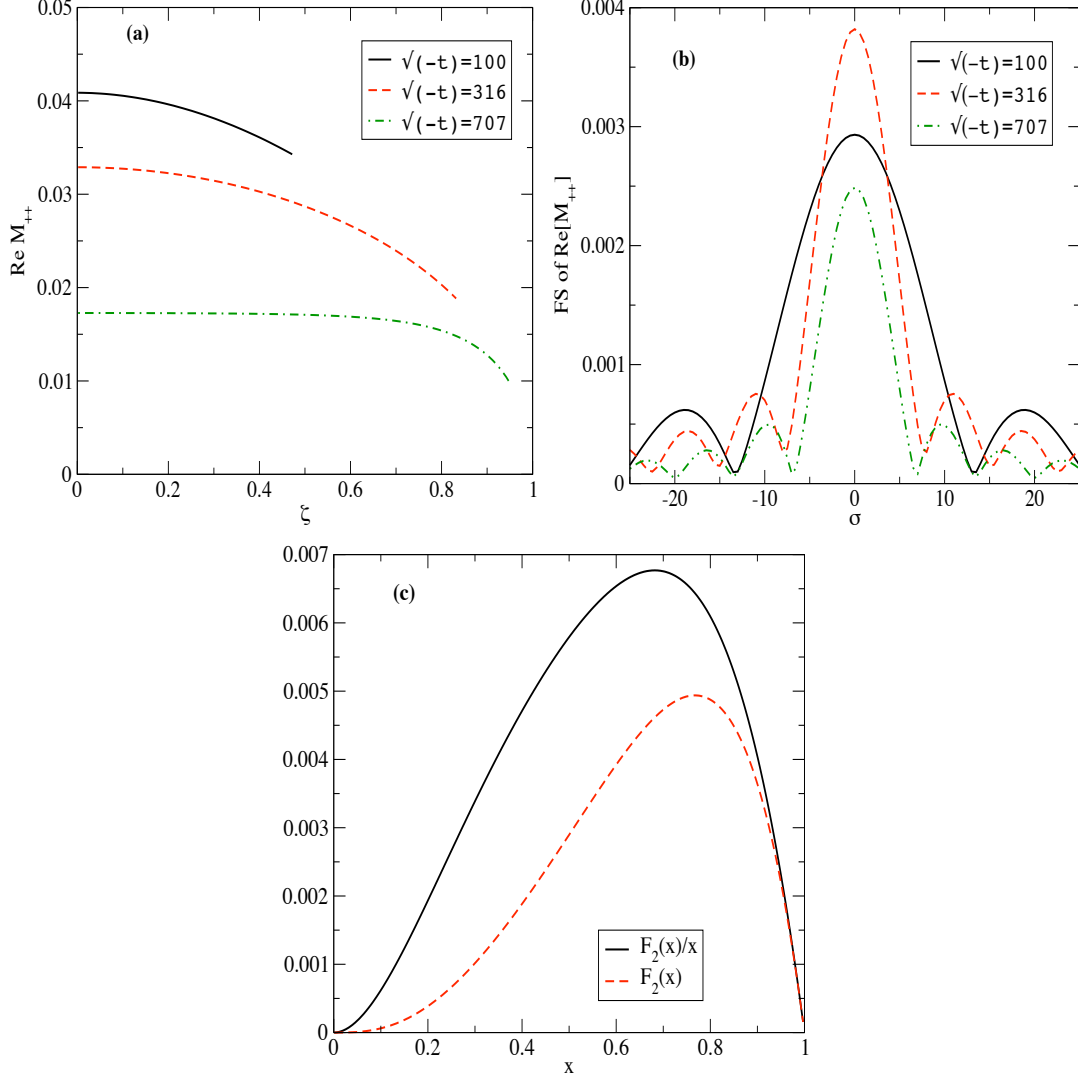 0.05
0.04
0.03
0.02
0.01
0
Re M++
(a)
√(-t)=100
√(-t)=316
√(-t)=707
0 0.2 0.4 0.6 0.8 1
ζ
0.004
0.003
0.002
0.001
0
FS of Re[M++]
(b)
√(-t)=100
√(-t)=316
√(-t)=707
-20 -10 0 10 20
σ
0.007
0.006
0.005
0.004
0.003
0.002
0.001
0
(c)
F2(x)/x
F2(x)
0 0.2 0.4 0.6 0.8 1
x